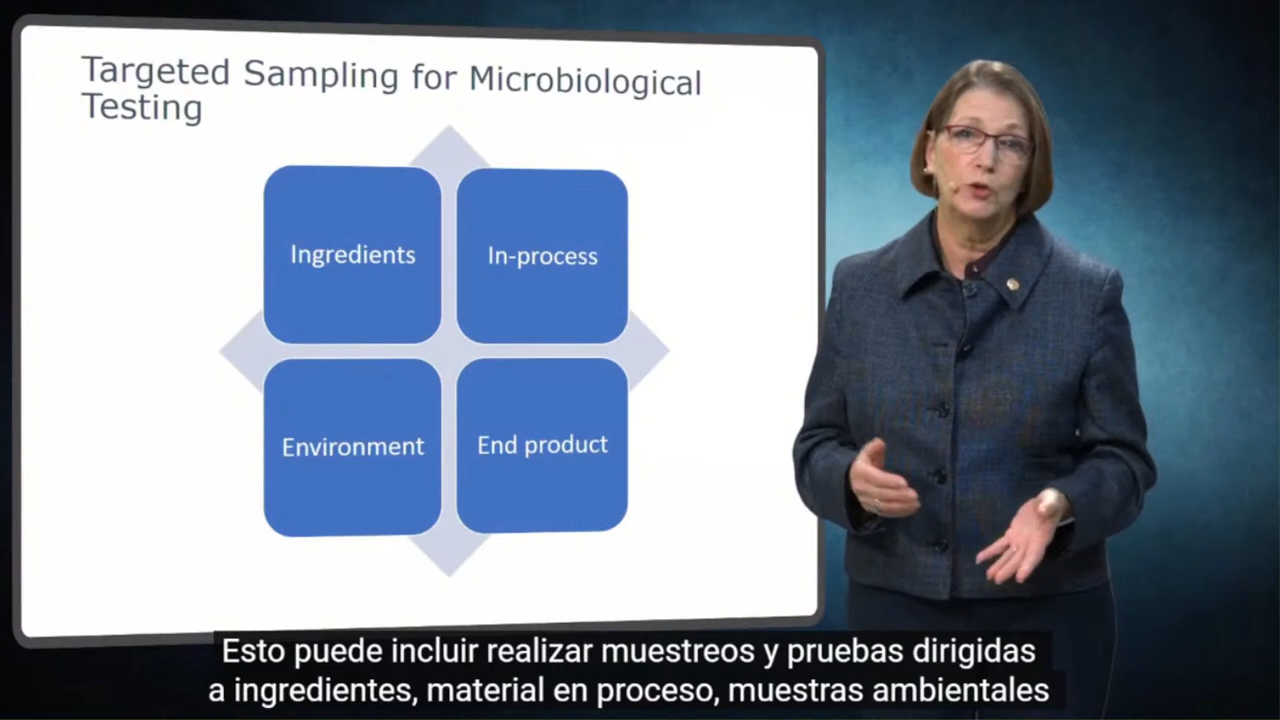 Targeted Sampling for Microbiological
Testing
Ingredients
In-process
Environment
End product
Esto puede incluir realizar muestreos y pruebas dirigidas
a ingredientes, material en proceso, muestras ambientales